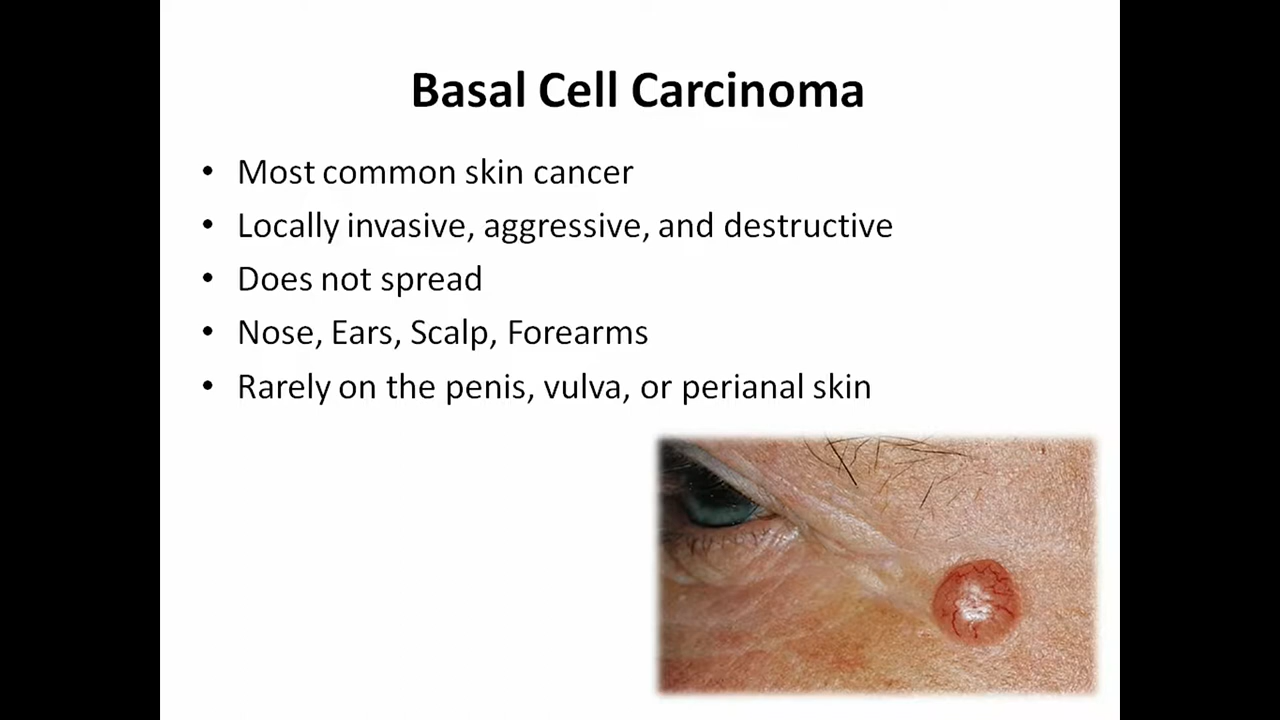 Basal Cell Carcinoma
• Most common skin cancer
• Locally invasive, aggressive, and destructive
• Does not spread
• Nose, Ears, Scalp, Forearms
• Rarely on the penis, vulva, or perianal skin